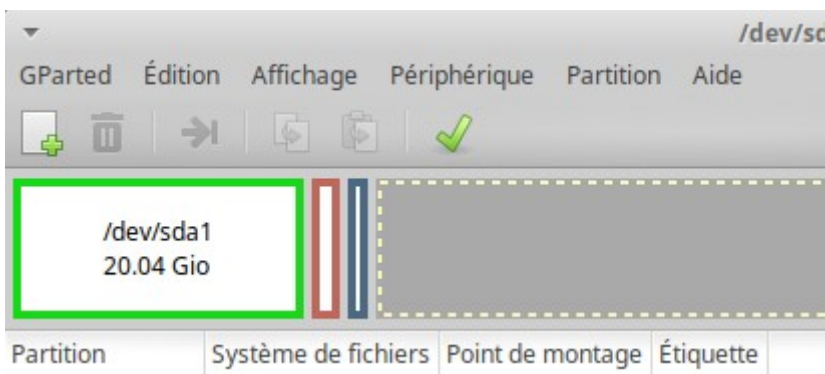 /dev/sd
GParted Édition Affichage Périphérique Partition Aide
/dev/sda1
20.04 Gio
Partition Système de fichiers Point de montage Étiquette